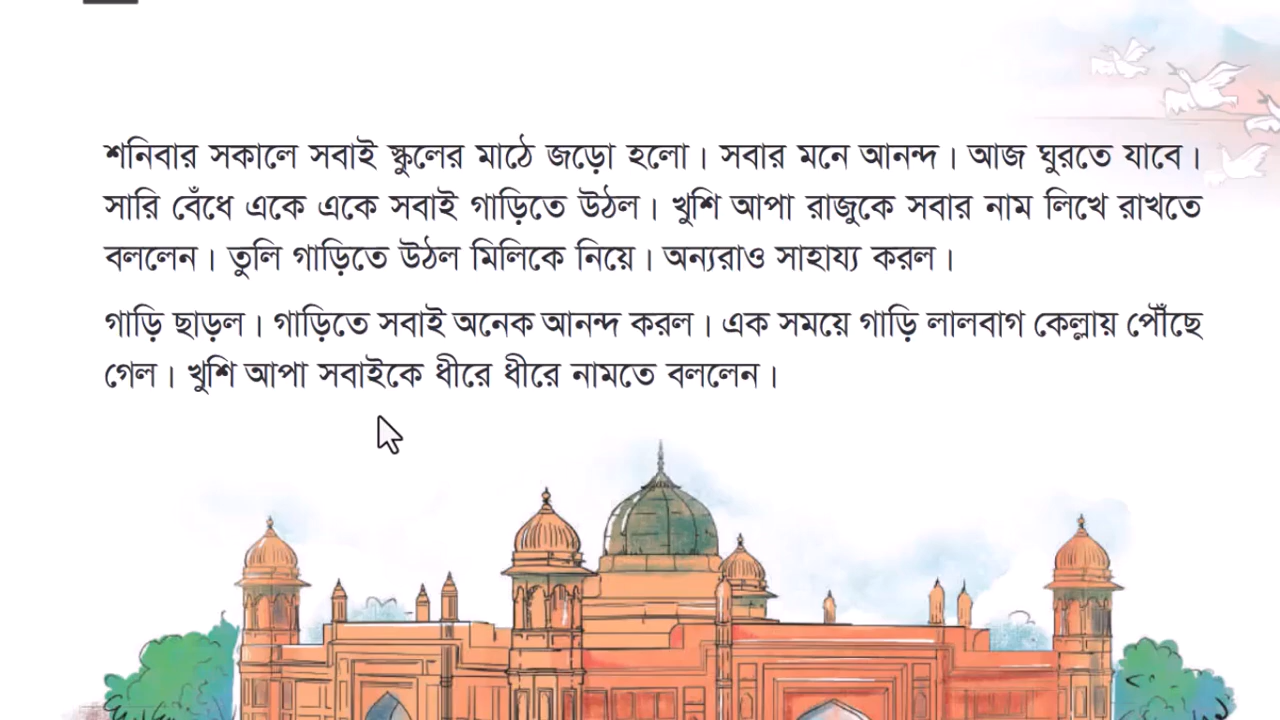 শনিবার সকালে সবাই স্কুলের মাঠে জড়ো হলো। সবার মনে আনন্দ। আজ ঘুরতে যাবে।
সারি বেঁধে একে একে সবাই গাড়িতে উঠল। খুশি আপা রাজুকে সবার নাম লিখে রাখতে
বললেন। তুলি গাড়িতে উঠল মিলিকে নিয়ে। অন্যরাও সাহায্য করল।
গাড়ি ছাড়ল। গাড়িতে সবাই অনেক আনন্দ করল। এক সময়ে গাড়ি লালবাগ কেল্লায় পৌঁছে
গেল। খুশি আপা সবাইকে ধীরে ধীরে নামতে বললেন।